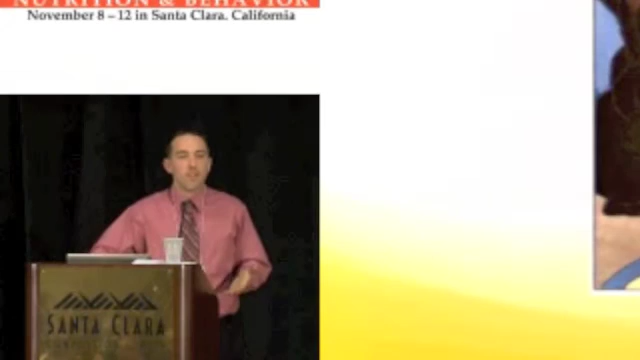 NUTRITION & BEHAVIOR
November 8 – 12 in Santa Clara, California
SANTA CLARA